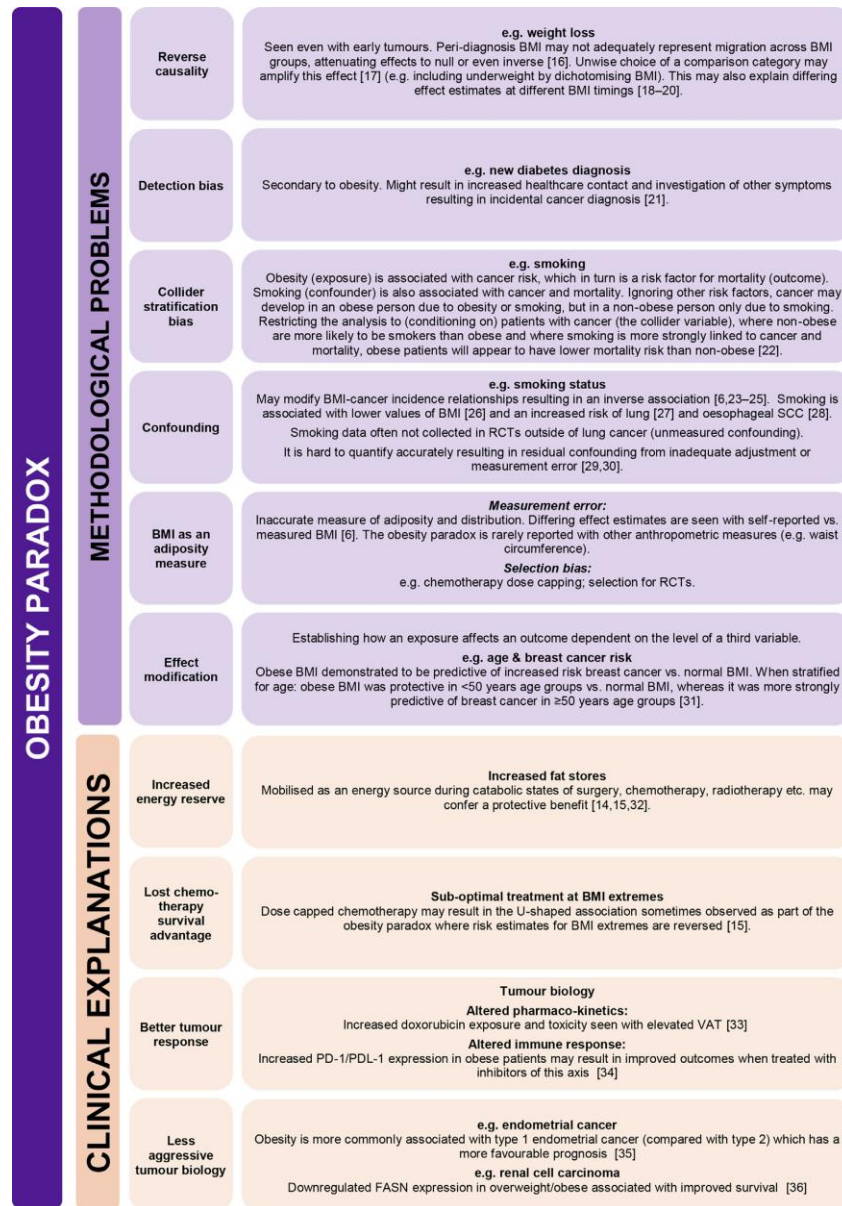 OBESITY PARADOX
METHODOLOGICAL PROBLEMS
Reverse
causality
e.g. weight loss
Seen even with early tumours. Peri-diagnosis BMI may not adequately represent migration across BMI
groups, attenuating effects to null or even inverse [16]. Unwise choice of a comparison category may
amplify this effect [17] (e.g. including underweight by dichotomising BMI). This may also explain differing
effect estimates at different BMI timings [18–20].
Detection bias
e.g. new diabetes diagnosis
Secondary to obesity. Might result in increased healthcare contact and investigation of other symptoms
resulting in incidental cancer diagnosis [21].
Collider
stratification
bias
e.g. smoking
Obesity (exposure) is associated with cancer risk, which in turn is a risk factor for mortality (outcome).
Smoking (confounder) is also associated with cancer and mortality. Ignoring other risk factors, cancer may
develop in an obese person due to obesity or smoking, but in a non-obese person only due to smoking.
Restricting the analysis to (conditioning on) patients with cancer (the collider variable), where non-obese
are more likely to be smokers than obese and where smoking is more strongly linked to cancer and
mortality, obese patients will appear to have lower mortality risk than non-obese [22].
Confounding
e.g. smoking status
May modify BMI-cancer incidence relationships resulting in an inverse association [6,23–25]. Smoking is
associated with lower values of BMI [26] and an increased risk of lung [27] and oesophageal SCC [28].
Smoking data often not collected in RCTs outside of lung cancer (unmeasured confounding).
It is hard to quantify accurately resulting in residual confounding from inadequate adjustment or
measurement error [29,30].
BMI as an
adiposity
measure
Measurement error:
Inaccurate measure of adiposity and distribution. Differing effect estimates are seen with self-reported vs.
measured BMI [6]. The obesity paradox is rarely reported with other anthropometric measures (e.g. waist
circumference).
Selection bias:
e.g. chemotherapy dose capping; selection for RCTs.
Effect
modification
Establishing how an exposure affects an outcome dependent on the level of a third variable.
e.g. age & breast cancer risk
Obese BMI demonstrated to be predictive of increased risk breast cancer vs. normal BMI. When stratified
for age: obese BMI was protective in <50 years age groups vs. normal BMI, whereas it was more strongly
predictive of breast cancer in ≥50 years age groups [31].
CLINICAL EXPLANATIONS
Increased
energy reserve
Increased fat stores
Mobilised as an energy source during catabolic states of surgery, chemotherapy, radiotherapy etc. may
confer a protective benefit [14,15,32].
Lost chemo-
therapy
survival
advantage
Sub-optimal treatment at BMI extremes
Dose capped chemotherapy may result in the U-shaped association sometimes observed as part of the
obesity paradox where risk estimates for BMI extremes are reversed [15].
Better tumour
response
Tumour biology
Altered pharmaco-kinetics:
Increased doxorubicin exposure and toxicity seen with elevated VAT [33]
Altered immune response:
Increased PD-1/PDL-1 expression in obese patients may result in improved outcomes when treated with
inhibitors of this axis [34]
Less
aggressive
tumour biology
e.g. endometrial cancer
Obesity is more commonly associated with type 1 endometrial cancer (compared with type 2) which has a
more favourable prognosis [35]
e.g. renal cell carcinoma
Downregulated FASN expression in overweight/obese associated with improved survival [36]